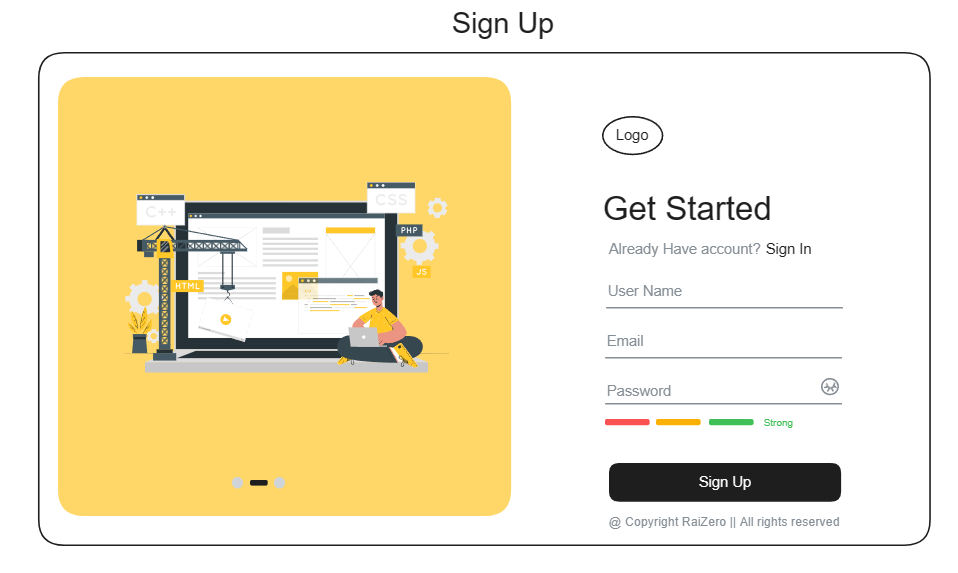 Sign Up
C++
CSS
PHP
JS
HTML
Logo
Get Started
Already Have account? Sign In
User Name
Email
Password
Strong
Sign Up
@ Copyright RaiZero || All rights reserved